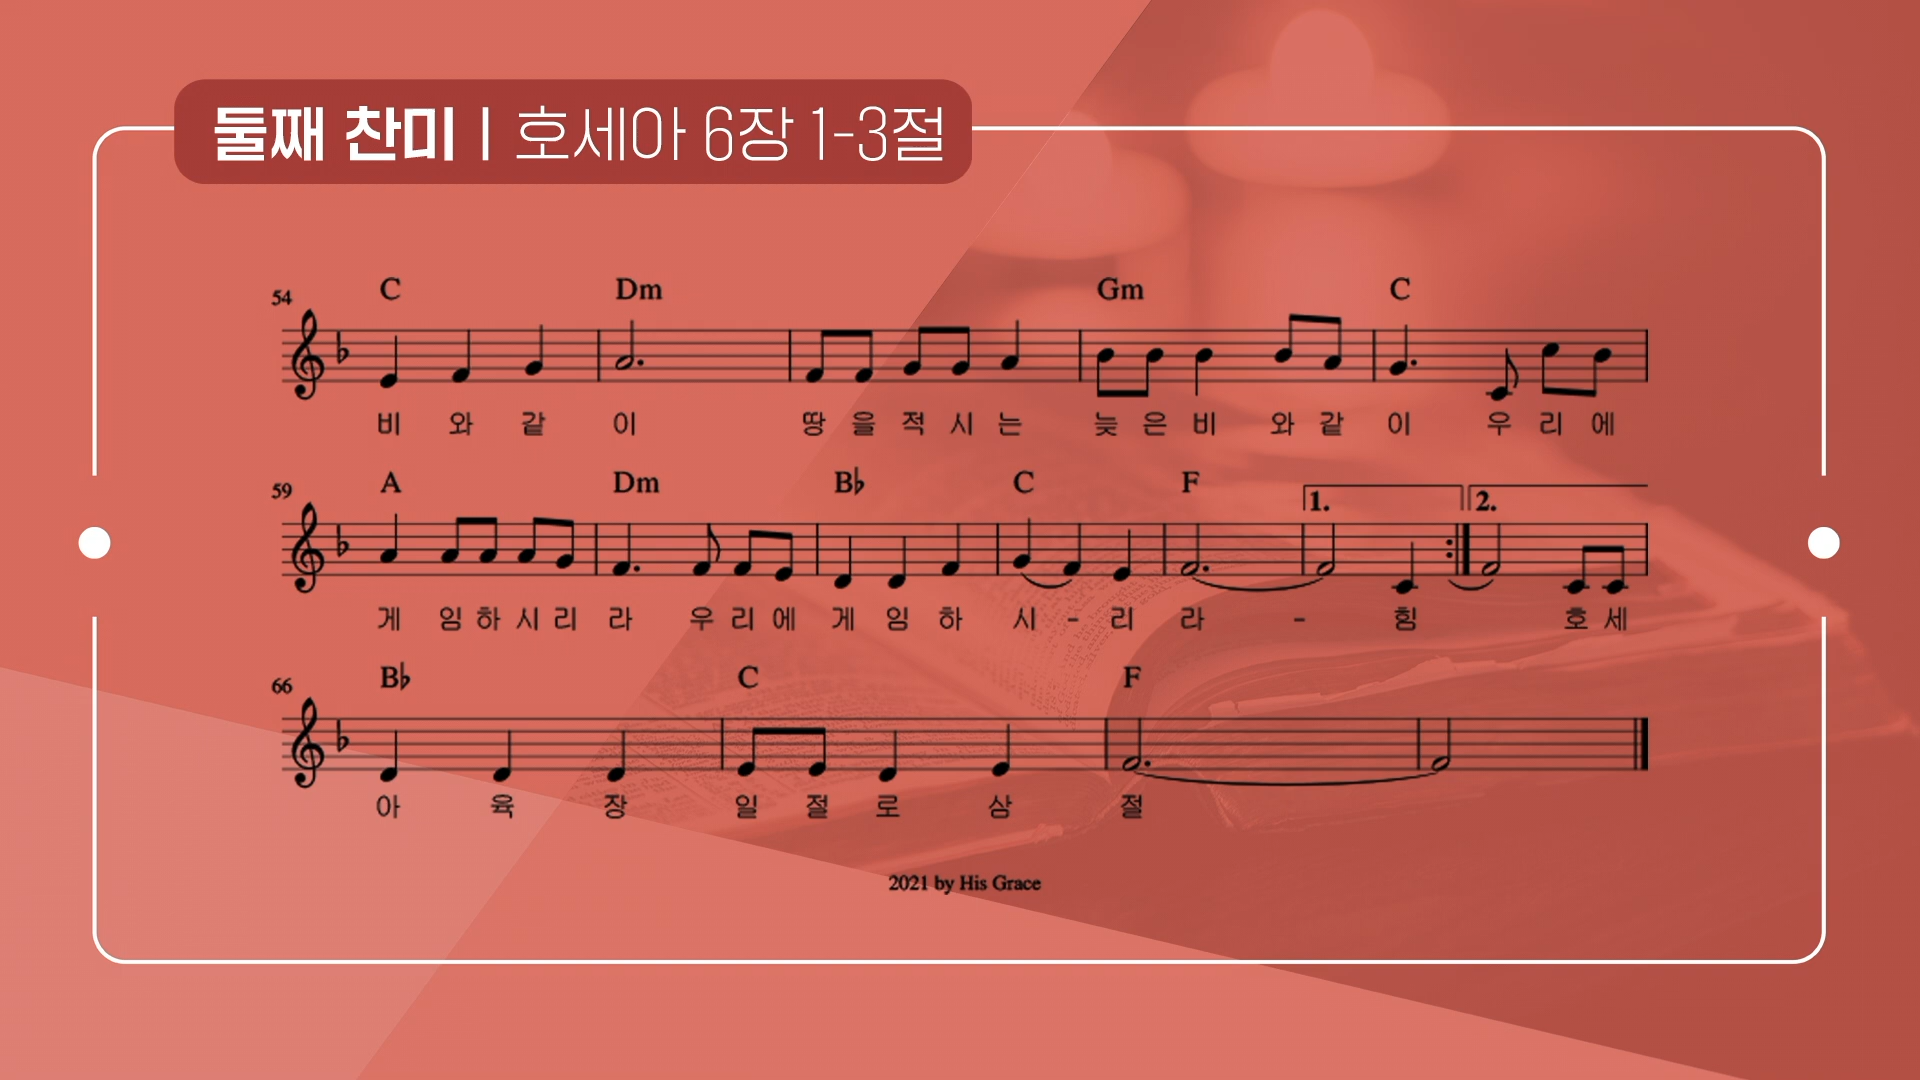 둘째 찬미 | 호세아 6장 1-3절
54 C Dm Gm C
비 와 같 이 땅 을 적 시 는 늦 은 비 와 같 이 우 리 에
59 A Dm B♭ C F 1. 2.
게 임 하 시 리 라 우 리 에 게 임 하 시 - 리 라 - 힘 호 세
66 B♭ C F
아 육 장 일 절 로 삼 절
2021 by His Grace